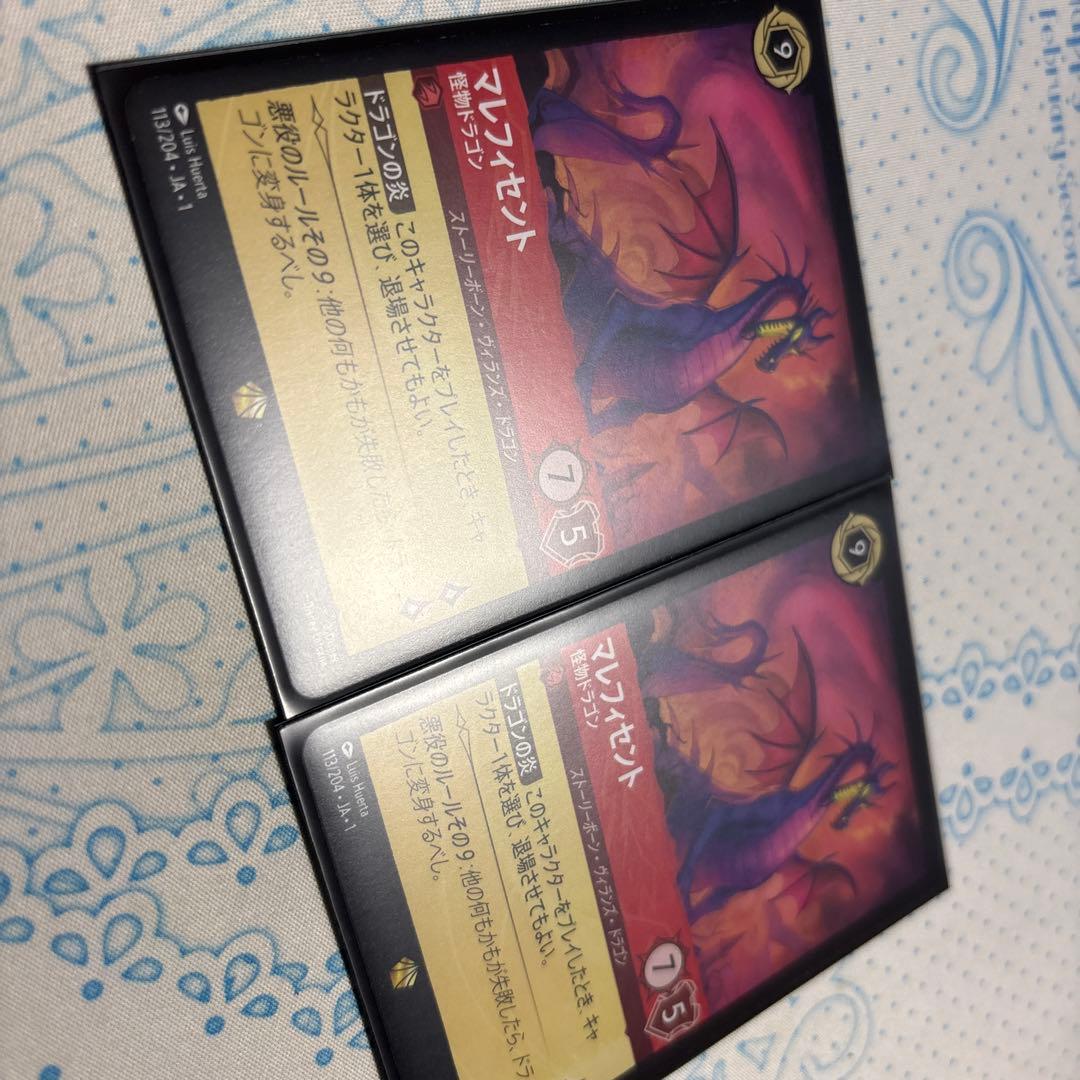 9
マレフィセント
怪物ドラゴン
7
5
ストーリーボーン・ヴィランズ・ドラゴン
ドラゴンの炎 このキャラクターをプレイしたとき、キャ
ラクター1体を選び、退場させてもよい。
悪役のルールその9：他の何もかもが失敗したら、ドラ
ゴンに変身するべし。
Luis Huerta
113/204・JA・1
9
マレフィセント
怪物ドラゴン
7
5
ストーリーボーン・ヴィランズ・ドラゴン
ドラゴンの炎 このキャラクターをプレイしたとき、キャ
ラクター1体を選び、退場させてもよい。
悪役のルールその9：他の何もかもが失敗したら、ドラ
ゴンに変身するべし。
Luis Huerta
113/204・JA・1